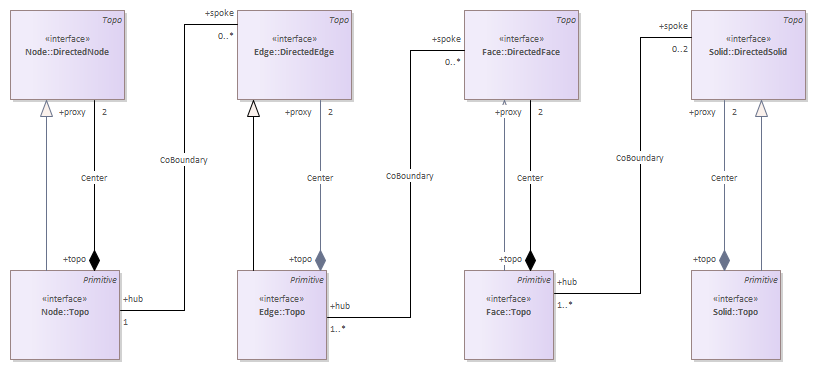 Topo
«interface»
Node::DirectedNode
+spoke
0..*
Topo
«interface»
Edge::DirectedEdge
+spoke
0..*
Topo
«interface»
Face::DirectedFace
+spoke
0..2
Topo
«interface»
Solid::DirectedSolid
+proxy
2
+proxy
2
+proxy
2
+proxy
2
CoBoundary
CoBoundary
CoBoundary
Center
Center
Center
Center
+topo
+topo
+topo
+topo
Primitive
«interface»
Node::Topo
+hub
1
Primitive
«interface»
Edge::Topo
+hub
1..*
Primitive
«interface»
Face::Topo
+hub
1..*
Primitive
«interface»
Solid::Topo